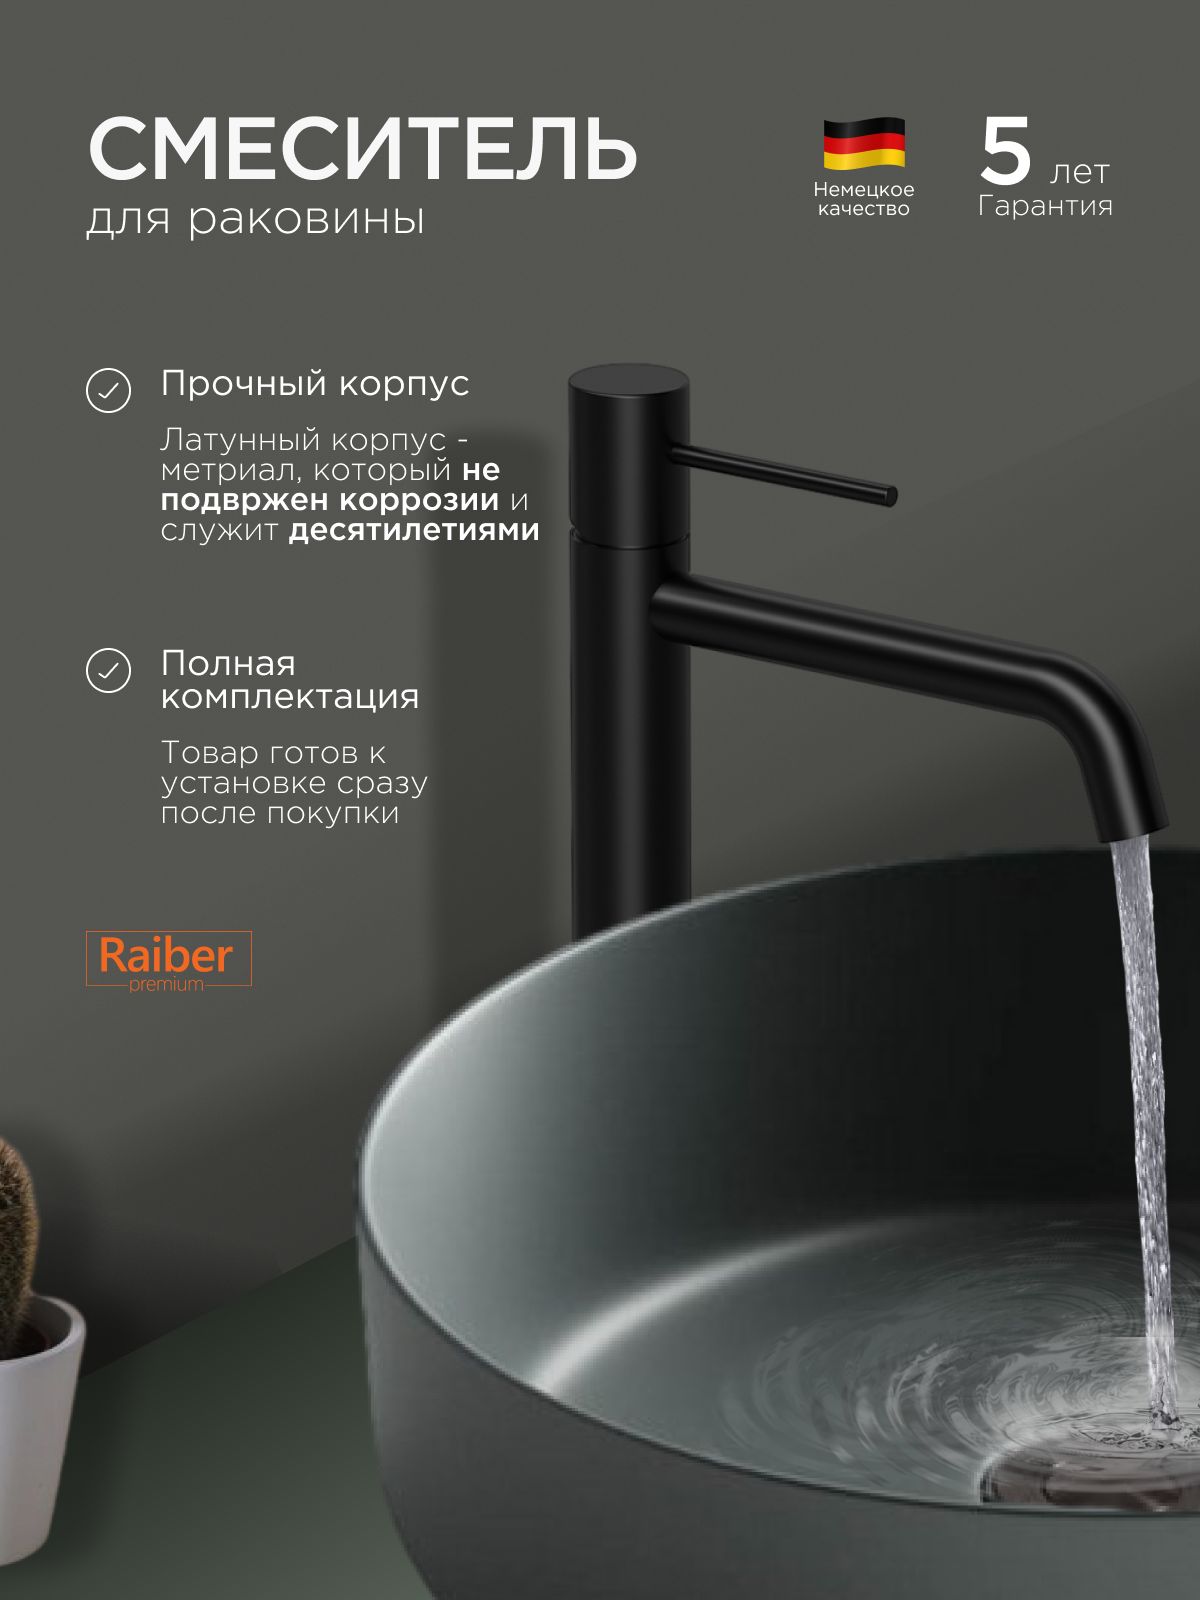 СМЕСИТЕЛЬ
для раковины
Немецкое
качество
5 лет
Гарантия
Прочный корпус
Латунный корпус -
метриал, который не
подвржен коррозии и
служит десятилетиями
Полная
комплектация
Товар готов к
установке сразу
после покупки
Raiber
premium